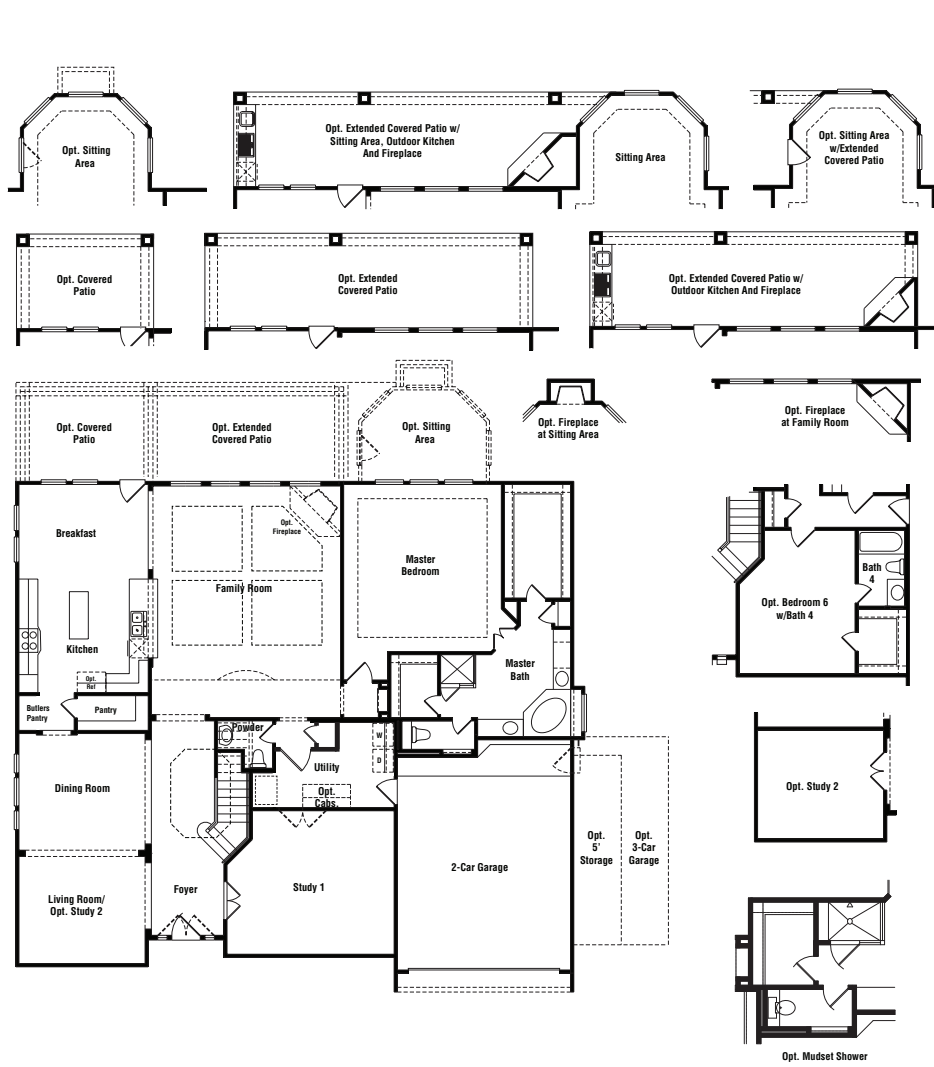 Opt. Sitting
Area
Opt. Extended Covered Patio w/
Sitting Area, Outdoor Kitchen
And Fireplace
Sitting Area
Opt. Sitting Area
w/Extended
Covered Patio
Opt. Covered
Patio
Opt. Extended
Covered Patio
Opt. Extended Covered Patio w/
Outdoor Kitchen And Fireplace
Opt. Covered
Patio
Opt. Extended
Covered Patio
Opt. Sitting
Area
Opt. Fireplace
at Sitting Area
Opt. Fireplace
at Family Room
Breakfast
Opt.
Fireplace
Master
Bedroom
Family Room
Kitchen
Opt.
Ref
Master
Bath
Butlers
Pantry
Pantry
Powder
W
D
Utility
Opt.
Cabs.
Dining Room
Living Room/
Opt. Study 2
Foyer
Study 1
2-Car Garage
Opt.
5'
Storage
Opt.
3-Car
Garage
Bath
4
Opt. Bedroom 6
w/Bath 4
Opt. Study 2
Opt. Mudset Shower